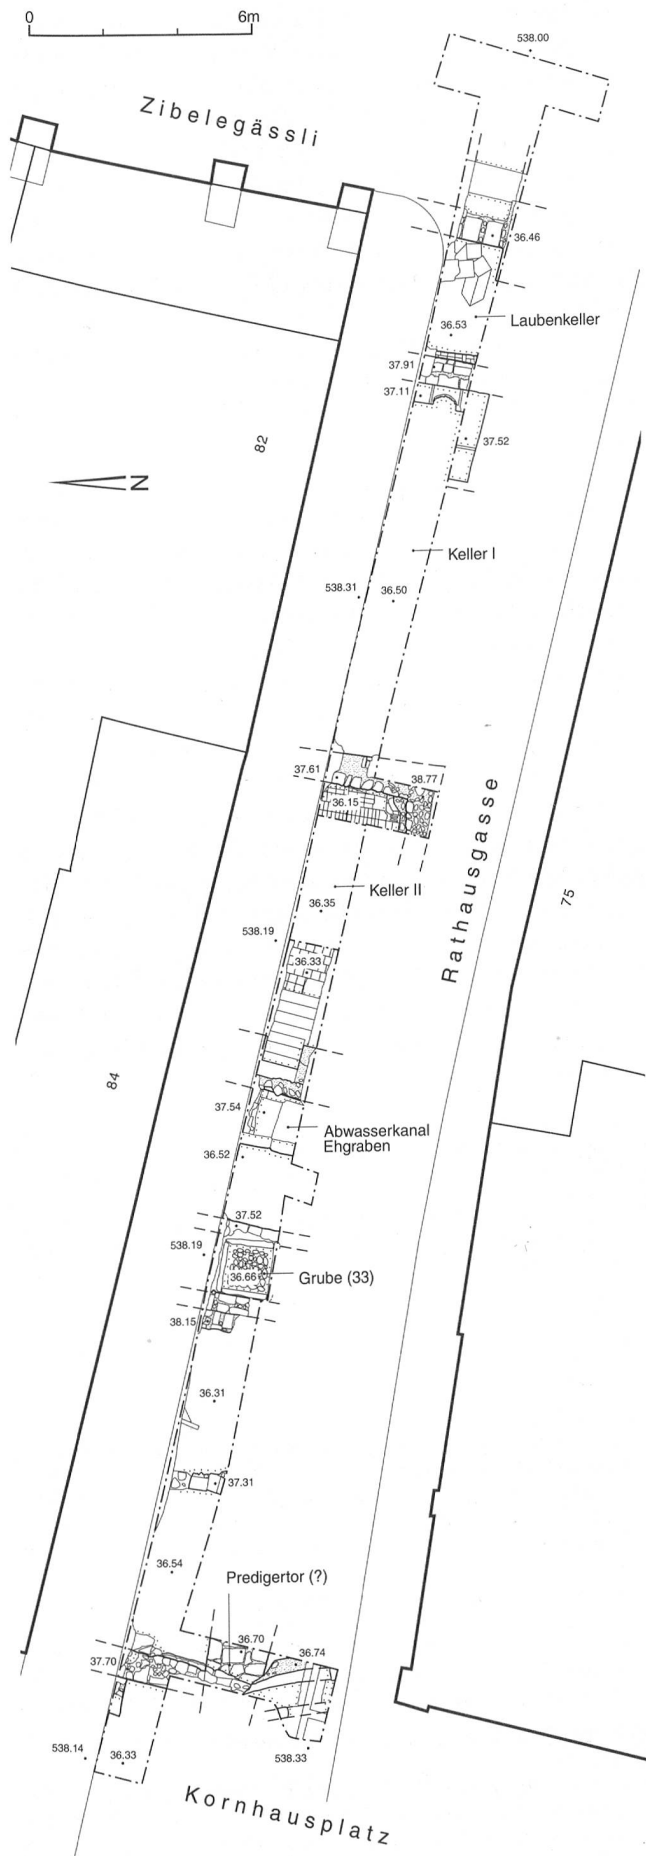 0 6m
538.00
Zibelegässli
36.46
Laubenkeller
36.53
37.91
37.11
82
37.52
N
Keller I
538.31
36.50
37.61
38.77
36.15
Rathausgasse
Keller II
75
36.35
538.19
36.33
84
37.54
Abwasserkanal
Ehgraben
36.52
37.52
538.19
36.66
Grube (33)
38.15
36.31
37.31
36.54
Predigertor (?)
36.70
36.74
37.70
538.14
36.33
538.33
Kornhausplatz